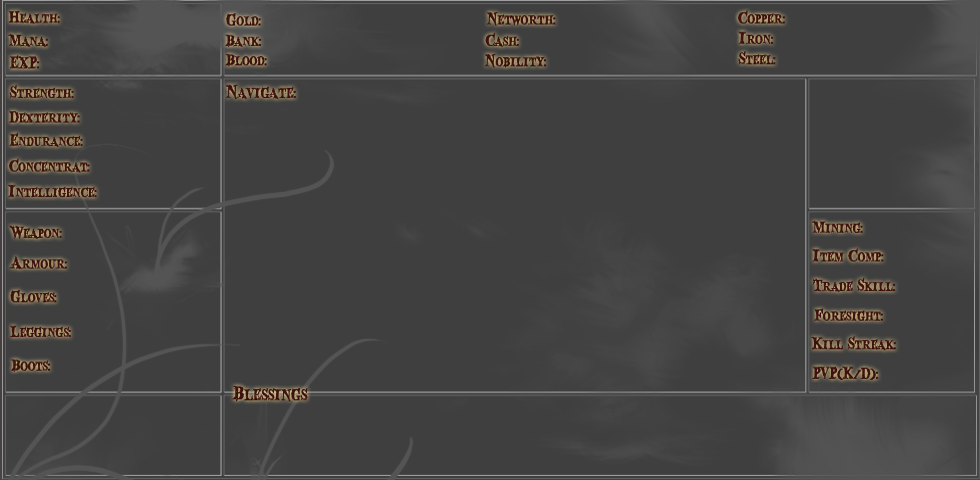 Health:
Mana:
EXP:
Gold:
Bank:
Blood:
Networth:
Cash:
Nobility:
Copper:
Iron:
Steel:
Strength:
Dexterity:
Endurance:
Concentrat:
Intelligence:
Navigate:
Weapon:
Armour:
Gloves:
Leggings:
Boots:
Mining:
Item Comp:
Trade Skill:
Foresight:
Kill Streak:
PVP(K/D):
Blessings